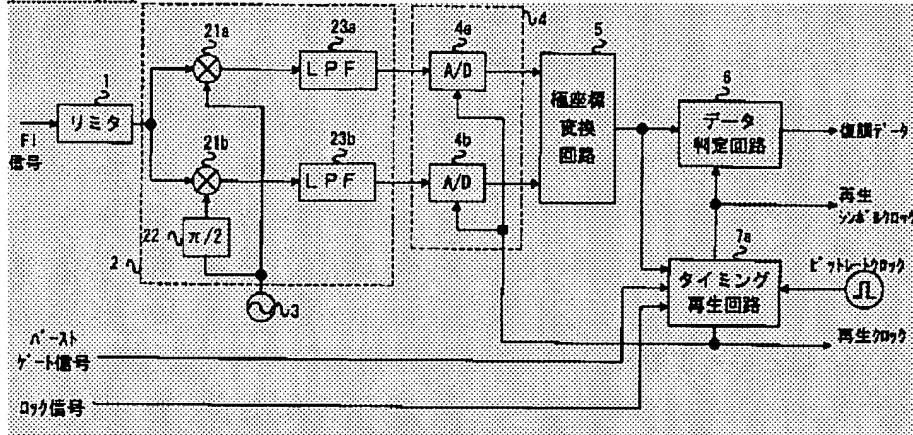 4
21a
23a
4a
5
LPF
A/D
1
リミタ
極座標
変換
回路
6
データ
判定回路
復調データ
FI
信号
21b
23b
4b
LPF
A/D
再生
シンボルクロック
22
π/2
2
7a
ビットレートクロック
タイミング
再生回路
3
バースト
ゲート信号
再生クロック
ロック信号